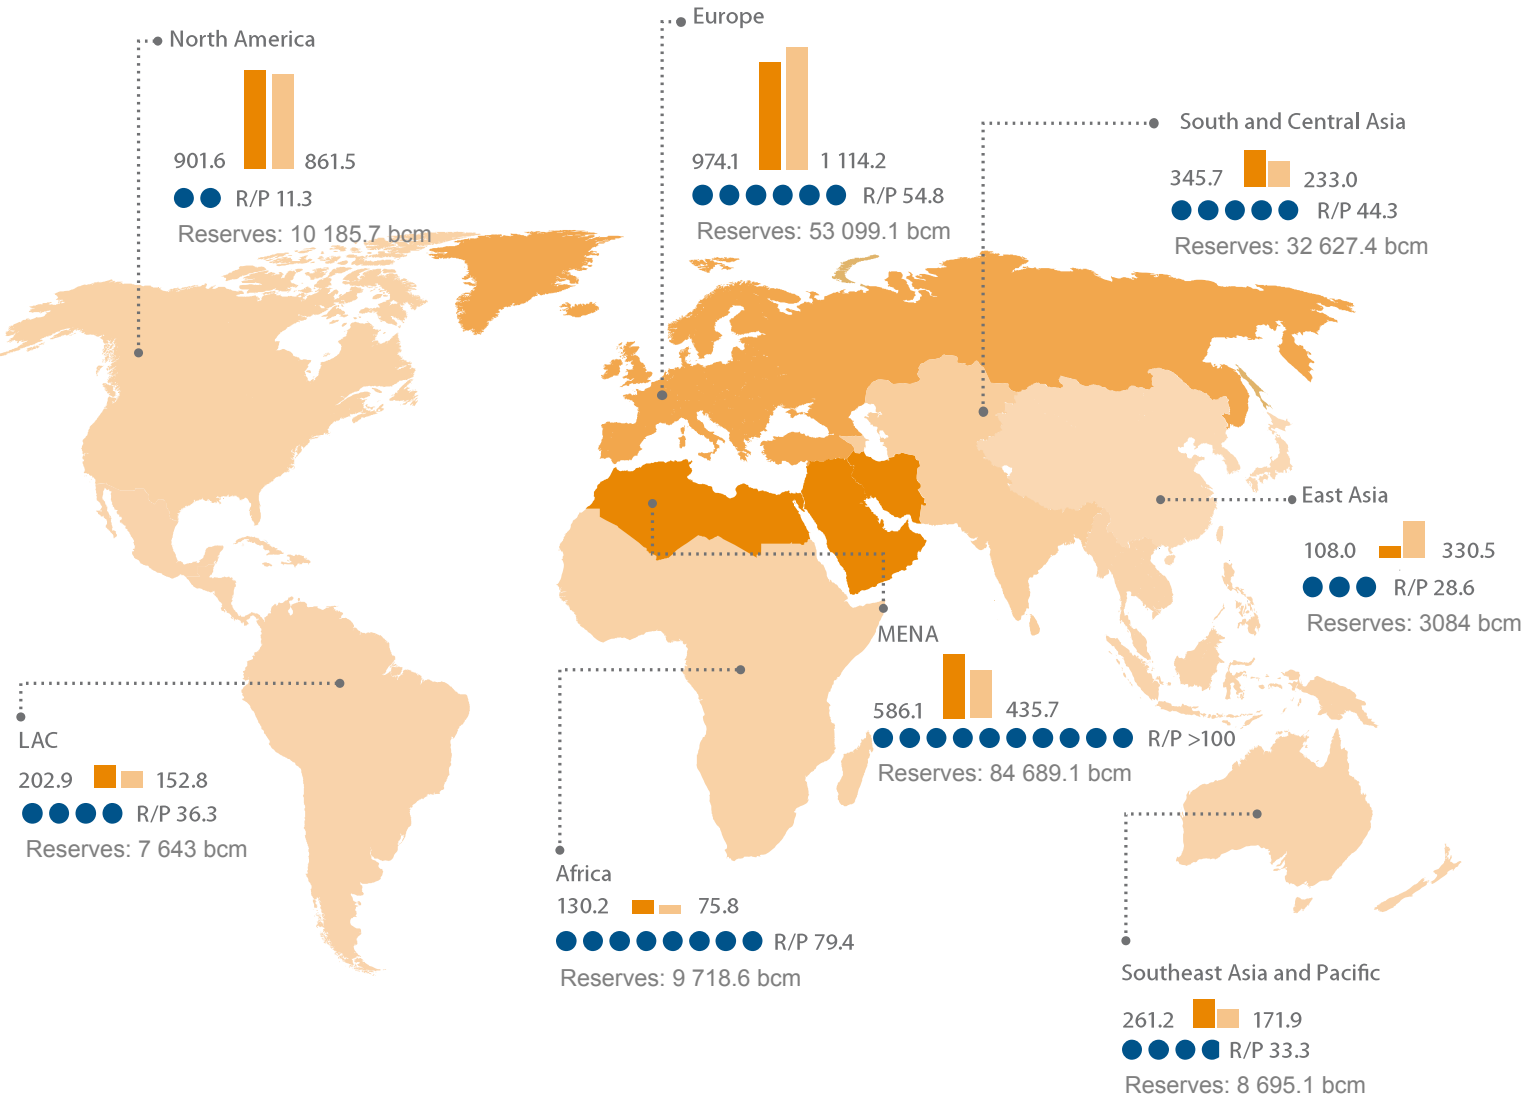 North America
901.6 861.5
R/P 11.3
Reserves: 10 185.7 bcm
Europe
974.1 1 114.2
R/P 54.8
Reserves: 53 099.1 bcm
South and Central Asia
345.7 233.0
R/P 44.3
Reserves: 32 627.4 bcm
East Asia
108.0 330.5
R/P 28.6
Reserves: 3084 bcm
MENA
586.1 435.7
R/P >100
Reserves: 84 689.1 bcm
LAC
202.9 152.8
R/P 36.3
Reserves: 7 643 bcm
Africa
130.2 75.8
R/P 79.4
Reserves: 9 718.6 bcm
Southeast Asia and Pacific
261.2 171.9
R/P 33.3
Reserves: 8 695.1 bcm